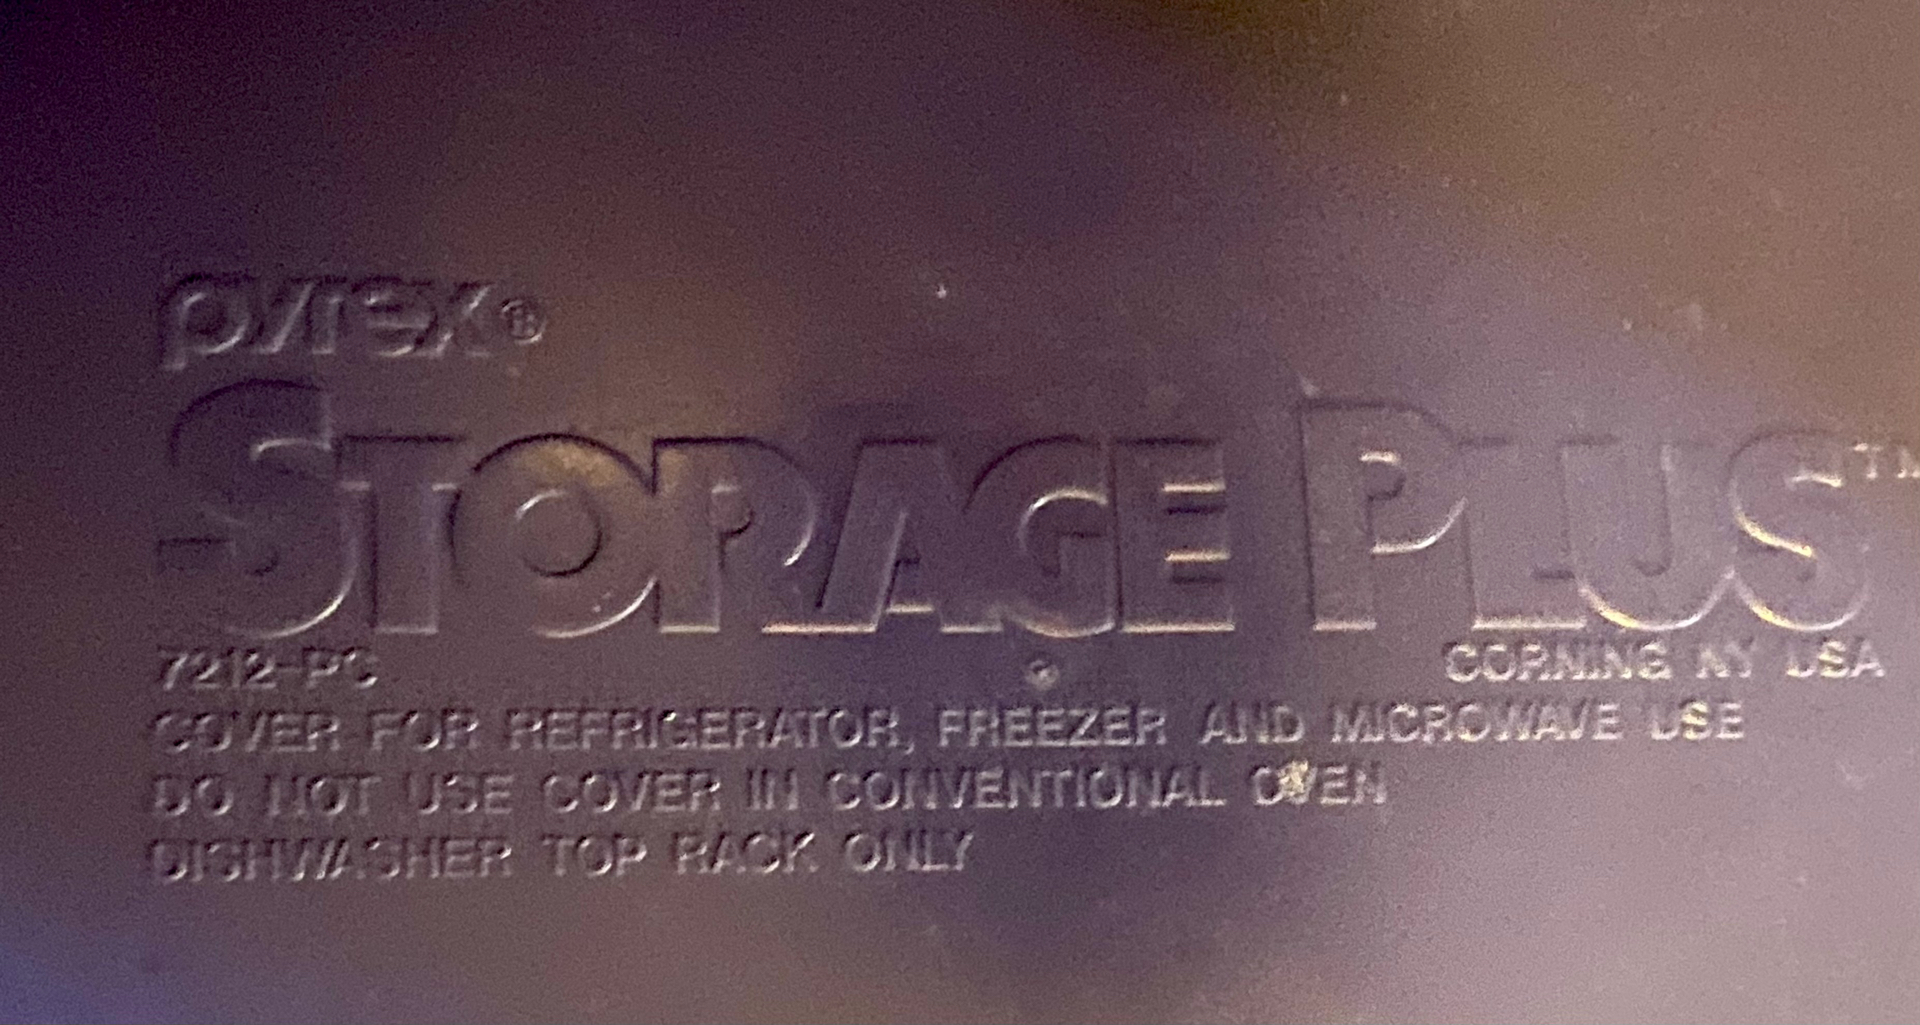 pyrex®
STORAGE PLUS™
7212-PC CORNING NY USA
COVER FOR REFRIGERATOR, FREEZER AND MICROWAVE USE
DO NOT USE COVER IN CONVENTIONAL OVEN
DISHWASHER TOP RACK ONLY